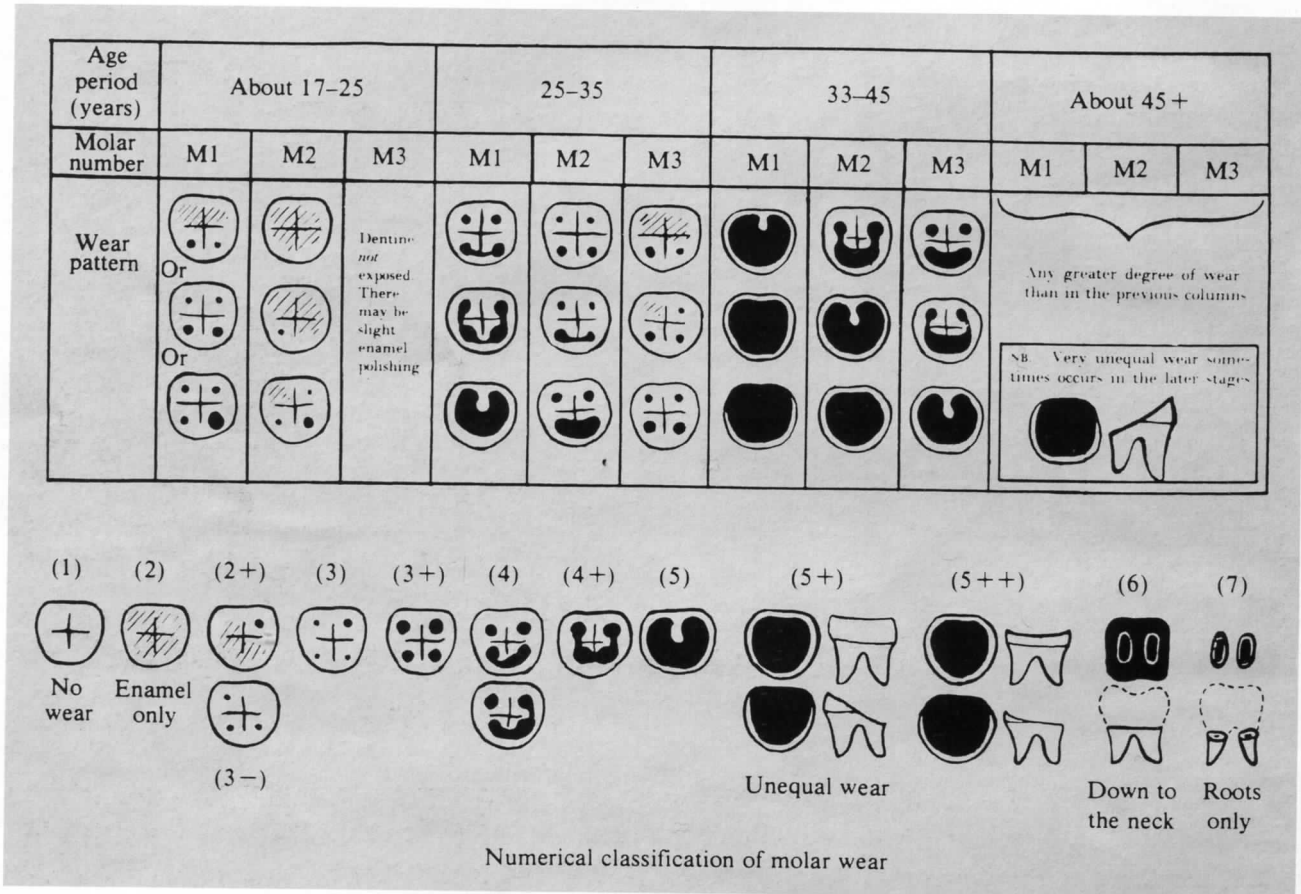 Age
period
(years)
About 17–25
25–35
33–45
About 45+
Molar
number
M1 M2 M3 M1 M2 M3 M1 M2 M3 M1 M2 M3
Wear
pattern
Or
Or
Dentine
not
exposed.
There
may be
slight
enamel
polishing
Any greater degree of wear
than in the previous columns
NB. Very unequal wear some-
times occurs in the later stages
(1) (2) (2+) (3) (3+) (4) (4+) (5) (5+) (5++) (6) (7)
No
wear
Enamel
only
(3−)
Unequal wear
Down to
the neck
Roots
only
Numerical classification of molar wear